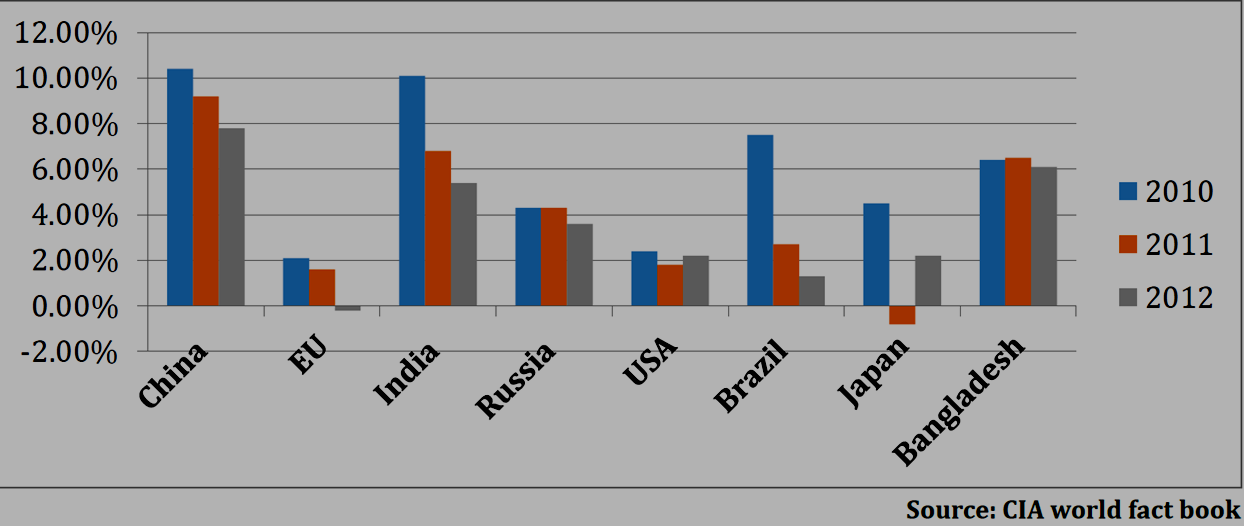 12.00%
10.00%
8.00%
6.00%
4.00%
2.00%
0.00%
-2.00%
China
EU
India
Russia
USA
Brazil
Japan
Bangladesh
2010
2011
2012
Source: CIA world fact book